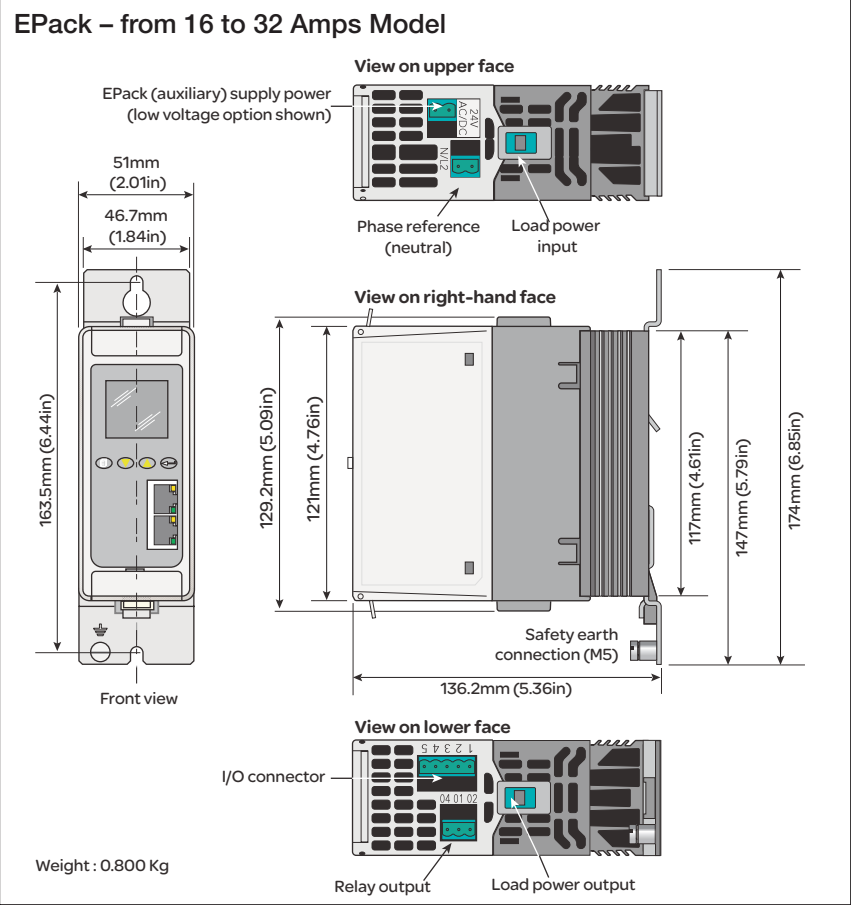 EPack – from 16 to 32 Amps Model
View on upper face
EPack (auxiliary) supply power
(low voltage option shown)
24V
AC/DC
N/L2
Phase reference
(neutral)
Load power
input
51mm
(2.01in)
46.7mm
(1.84in)
163.5mm (6.44in)
Front view
View on right-hand face
129.2mm (5.09in)
121mm (4.76in)
117mm (4.61in)
147mm (5.79in)
174mm (6.85in)
Safety earth
connection (M5)
136.2mm (5.36in)
View on lower face
5 4 3 2 1
I/O connector
04 01 02
Relay output
Load power output
Weight : 0.800 Kg